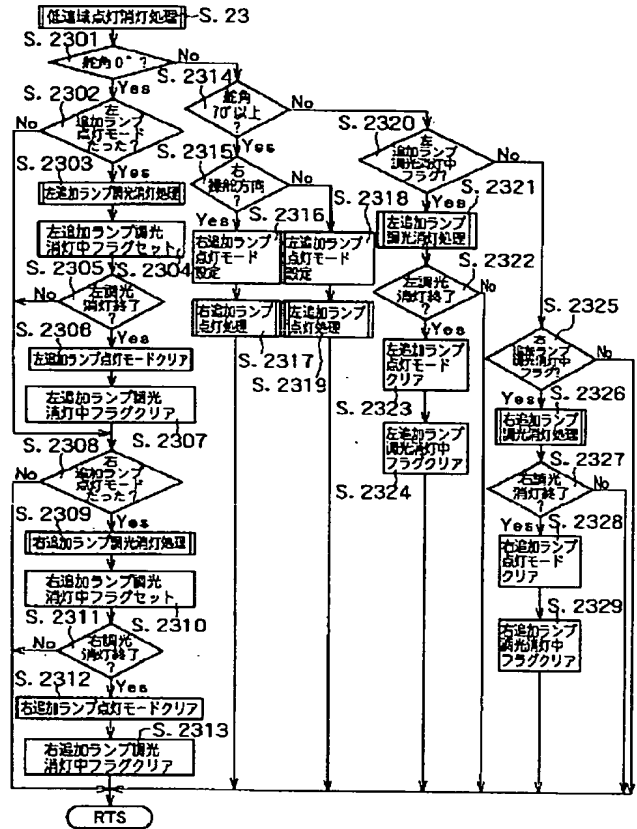 低速域点灯消灯処理
S. 23
S. 2301
舵角0°?
No
Yes
S. 2302
左
追加ランプ
点灯モード
だった?
No
Yes
S. 2303
左追加ランプ調光消灯処理
左追加ランプ調光
消灯中フラグセット
S. 2304
S. 2305
左調光
消灯終了
?
No
Yes
S. 2306
左追加ランプ点灯モードクリア
左追加ランプ調光
消灯中フラグクリア
S. 2307
S. 2308
右
追加ランプ
点灯モード
だった?
No
Yes
S. 2309
右追加ランプ調光消灯処理
右追加ランプ調光
消灯中フラグセット
S. 2310
S. 2311
右調光
消灯終了
?
No
Yes
S. 2312
右追加ランプ点灯モードクリア
S. 2313
右追加ランプ調光
消灯中フラグクリア
RTS
S. 2314
舵角
70°以上
?
No
Yes
S. 2315
右
操舵方向
?
No
Yes
S. 2316
右追加ランプ
点灯モード
設定
右追加ランプ
点灯処理
S. 2317
S. 2318
左追加ランプ
点灯モード
設定
左追加ランプ
点灯処理
S. 2319
S. 2320
左
追加ランプ
調光消灯中
フラグ?
No
Yes
S. 2321
左追加ランプ
調光消灯処理
S. 2322
左調光
消灯終了
?
No
Yes
左追加ランプ
点灯モード
クリア
S. 2323
左追加ランプ
調光消灯中
フラグクリア
S. 2324
S. 2325
右
追加ランプ
調光消灯中
フラグ?
No
Yes
S. 2326
右追加ランプ
調光消灯処理
S. 2327
右調光
消灯終了
?
No
Yes
S. 2328
右追加ランプ
点灯モード
クリア
S. 2329
右追加ランプ
調光消灯中
フラグクリア